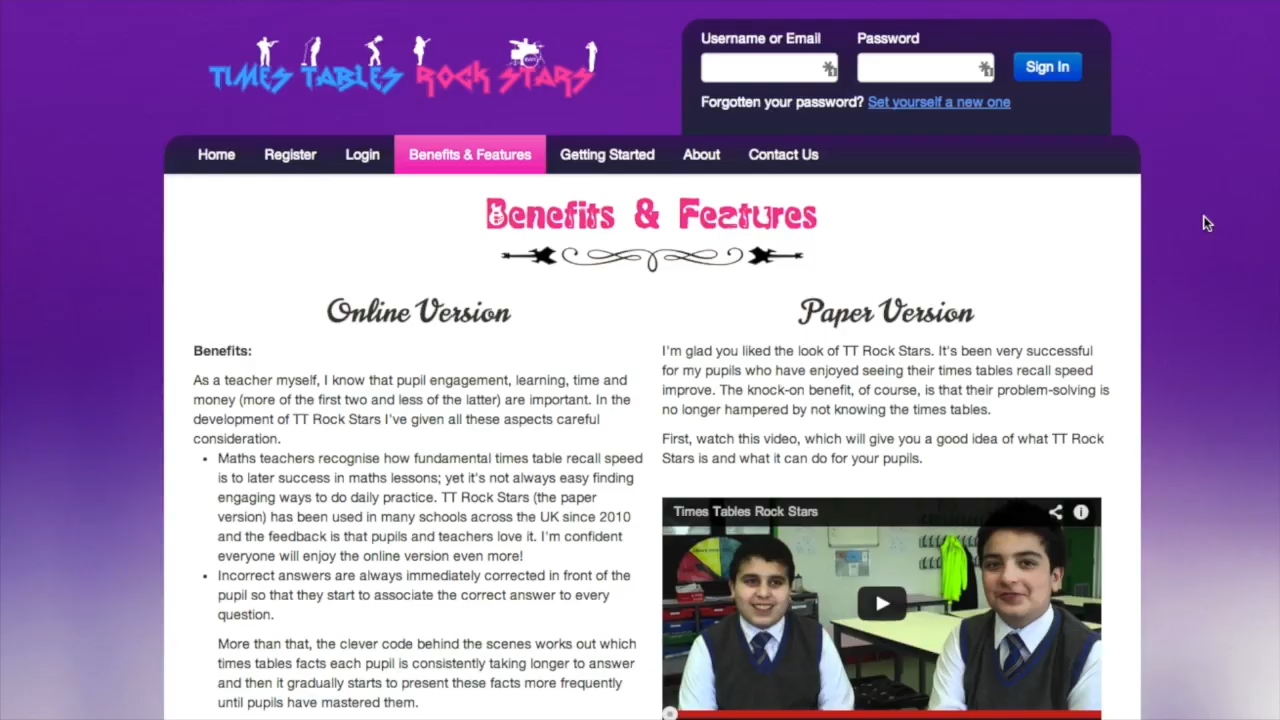 TIMES TABLES ROCK STARS
Username or Email
Password
Sign In
Forgotten your password? Set yourself a new one
Home
Register
Login
Benefits & Features
Getting Started
About
Contact Us
Benefits & Features
Online Version
Benefits:
As a teacher myself, I know that pupil engagement, learning, time and
money (more of the first two and less of the latter) are important. In the
development of TT Rock Stars I've given all these aspects careful
consideration.
• Maths teachers recognise how fundamental times table recall speed
is to later success in maths lessons; yet it's not always easy finding
engaging ways to do daily practice. TT Rock Stars (the paper
version) has been used in many schools across the UK since 2010
and the feedback is that pupils and teachers love it. I'm confident
everyone will enjoy the online version even more!
• Incorrect answers are always immediately corrected in front of the
pupil so that they start to associate the correct answer to every
question.
More than that, the clever code behind the scenes works out which
times tables facts each pupil is consistently taking longer to answer
and then it gradually starts to present these facts more frequently
until pupils have mastered them.
Paper Version
I'm glad you liked the look of TT Rock Stars. It's been very successful
for my pupils who have enjoyed seeing their times tables recall speed
improve. The knock-on benefit, of course, is that their problem-solving is
no longer hampered by not knowing the times tables.
First, watch this video, which will give you a good idea of what TT Rock
Stars is and what it can do for your pupils.
Times Tables Rock Stars